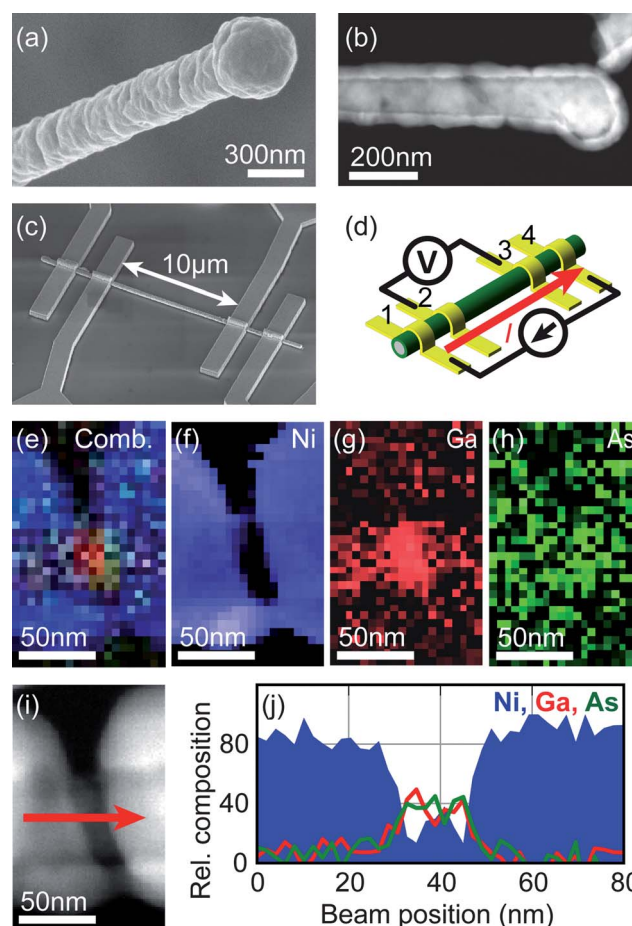 (a)
300nm
(b)
200nm
(c)
10µm
(d)
V
1
2
3
4
I
(e) Comb.
50nm
(f) Ni
(g) Ga
50nm
(h) As
50nm
50nm
(i)
50nm
(j)
Ni, Ga, As
Rel. composition
80
40
0
0 20 40 60 80
Beam position (nm)